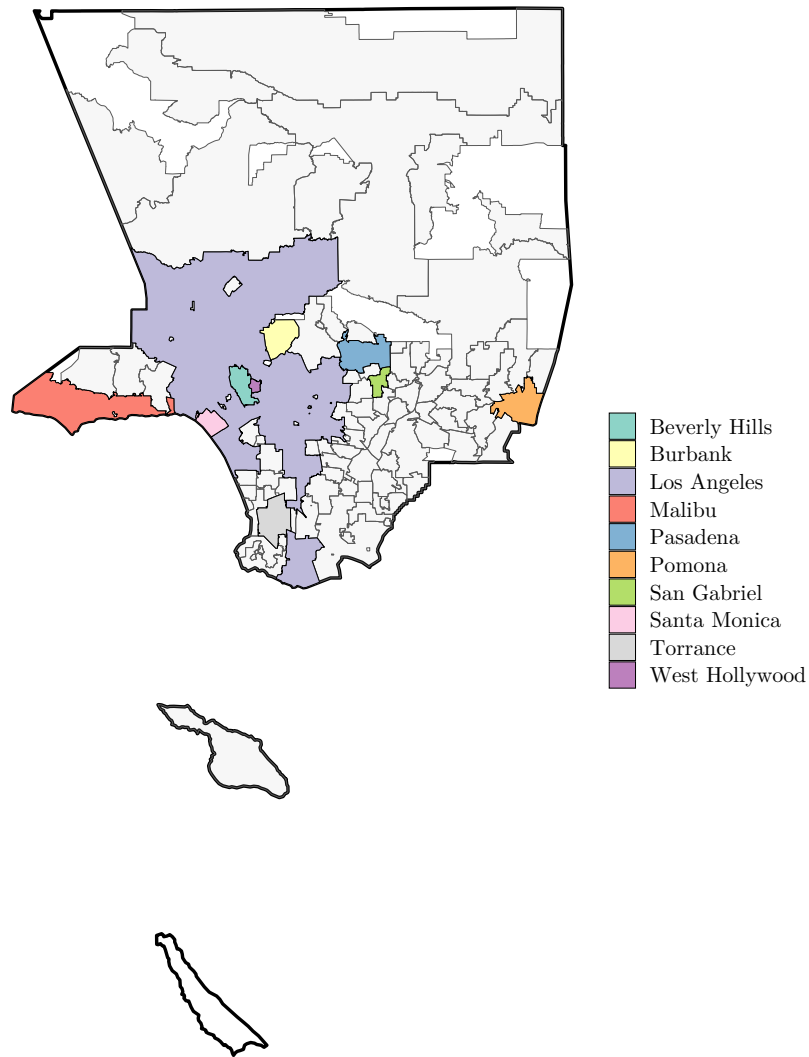 Beverly Hills
Burbank
Los Angeles
Malibu
Pasadena
Pomona
San Gabriel
Santa Monica
Torrance
West Hollywood